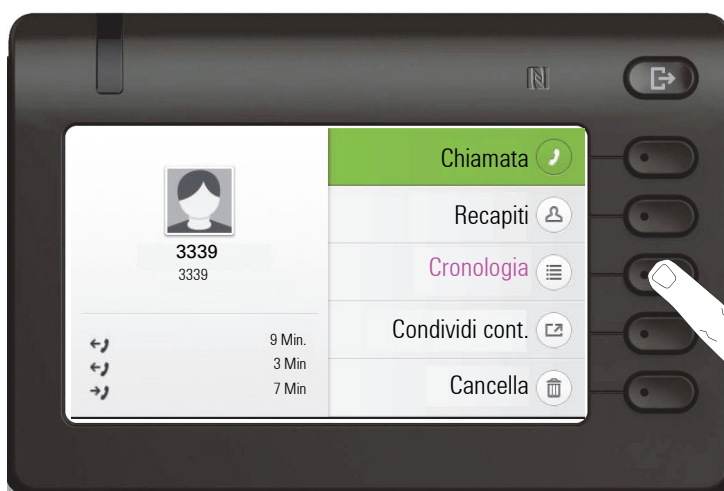 Chiamata
Recapiti
3339
3339
Cronologia
9 Min.
3 Min
7 Min
Condividi cont.
Cancella